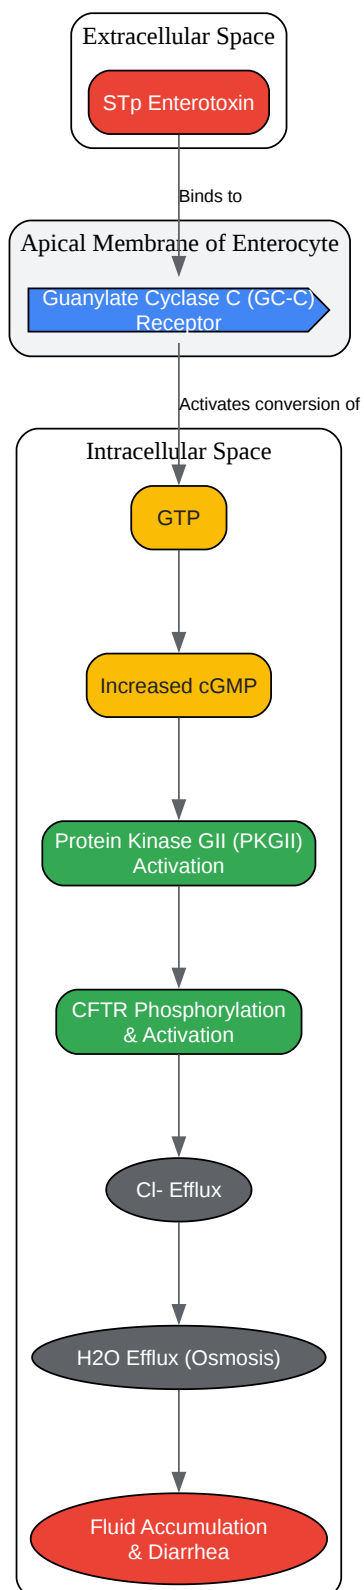 Extracellular Space
STp Enterotoxin
Binds to
Apical Membrane of Enterocyte
Guanylate Cyclase C (GC-C)
Receptor
Activates conversion of
Intracellular Space
GTP
Increased cGMP
Protein Kinase GII (PKGII)
Activation
CFTR Phosphorylation
& Activation
Cl- Efflux
H2O Efflux (Osmosis)
Fluid Accumulation
& Diarrhea